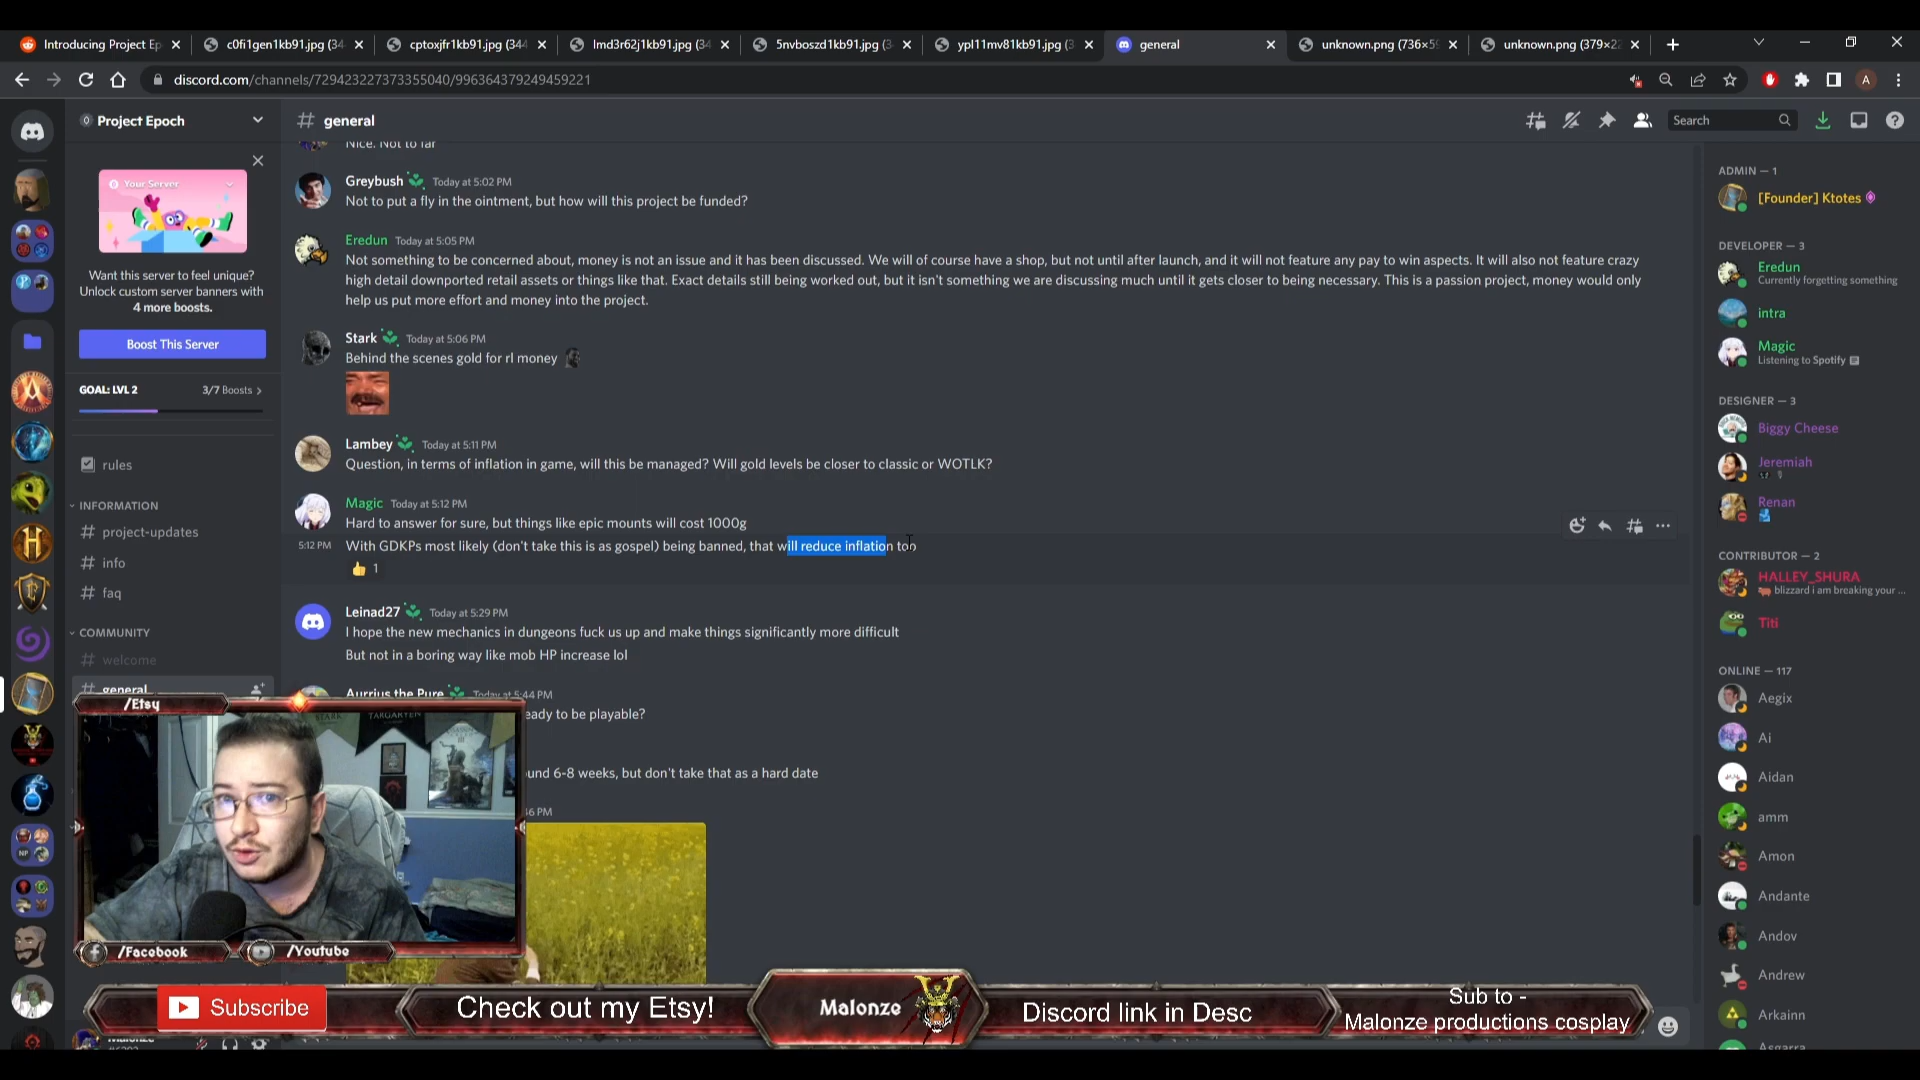 Introducing Project Ep
c0fi1gen1kb91.jpg (34
cptoxjfr1kb91.jpg (344
lmd3r62j1kb91.jpg (34
5nvboszd1kb91.jpg (3
ypl11mv81kb91.jpg (3
general
unknown.png (736×59
unknown.png (379×22
discord.com/channels/729423227373355040/996364379249459221
A
Project Epoch
# general
Search
Your Server
Want this server to feel unique?
Unlock custom server banners with
4 more boosts.
Boost This Server
GOAL: LVL 2
3/7 Boosts
rules
INFORMATION
# project-updates
# info
# faq
COMMUNITY
# welcome
# general
Nice. Not to far
Greybush Today at 5:02 PM
Not to put a fly in the ointment, but how will this project be funded?
Eredun Today at 5:05 PM
Not something to be concerned about, money is not an issue and it has been discussed. We will of course have a shop, but not until after launch, and it will not feature any pay to win aspects. It will also not feature crazy
high detail downported retail assets or things like that. Exact details still being worked out, but it isn't something we are discussing much until it gets closer to being necessary. This is a passion project, money would only
help us put more effort and money into the project.
Stark Today at 5:06 PM
Behind the scenes gold for rl money
Lambey Today at 5:11 PM
Question, in terms of inflation in game, will this be managed? Will gold levels be closer to classic or WOTLK?
Magic Today at 5:12 PM
Hard to answer for sure, but things like epic mounts will cost 1000g
5:12 PM With GDKPs most likely (don't take this is as gospel) being banned, that will reduce inflation too
1
Leinad27 Today at 5:29 PM
I hope the new mechanics in dungeons fuck us up and make things significantly more difficult
But not in a boring way like mob HP increase lol
Aurrius the Pure Today at 5:44 PM
eady to be playable?
und 6-8 weeks, but don't take that as a hard date
46 PM
ADMIN — 1
[Founder] Ktotes
DEVELOPER — 3
Eredun
Currently forgetting something
intra
Magic
Listening to Spotify
DESIGNER — 3
Biggy Cheese
Jeremiah
Renan
CONTRIBUTOR — 2
HALLEY_SHURA
blizzard i am breaking your ...
Titi
ONLINE — 117
Aegix
Ai
Aidan
amm
Amon
Andante
Andov
Andrew
Arkainn
Asgarra
/Etsy
STARK
TARGARYEN
/Facebook
/Youtube
Subscribe
Check out my Etsy!
Malonze
Discord link in Desc
Sub to -
Malonze productions cosplay